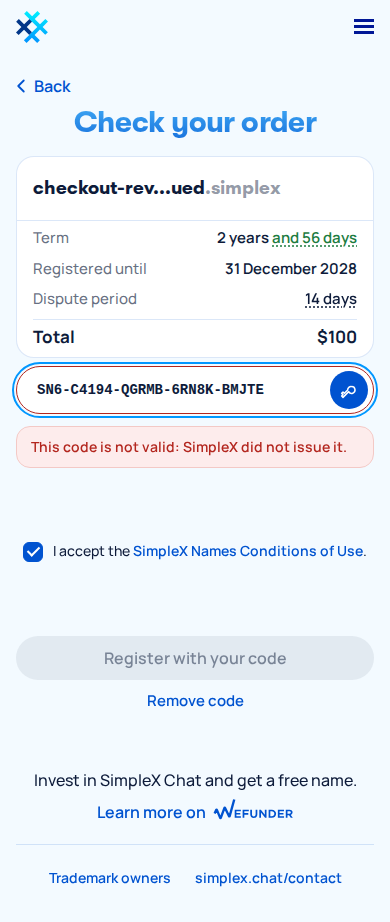 Back
Check your order
checkout-rev...ued.simplex
Term 2 years and 56 days
Registered until 31 December 2028
Dispute period 14 days
Total $100
SN6-C4194-QGRMB-6RN8K-BMJTE
This code is not valid: SimpleX did not issue it.
I accept the SimpleX Names Conditions of Use.
Register with your code
Remove code
Invest in SimpleX Chat and get a free name.
Learn more on WEFUNDER
Trademark owners simplex.chat/contact